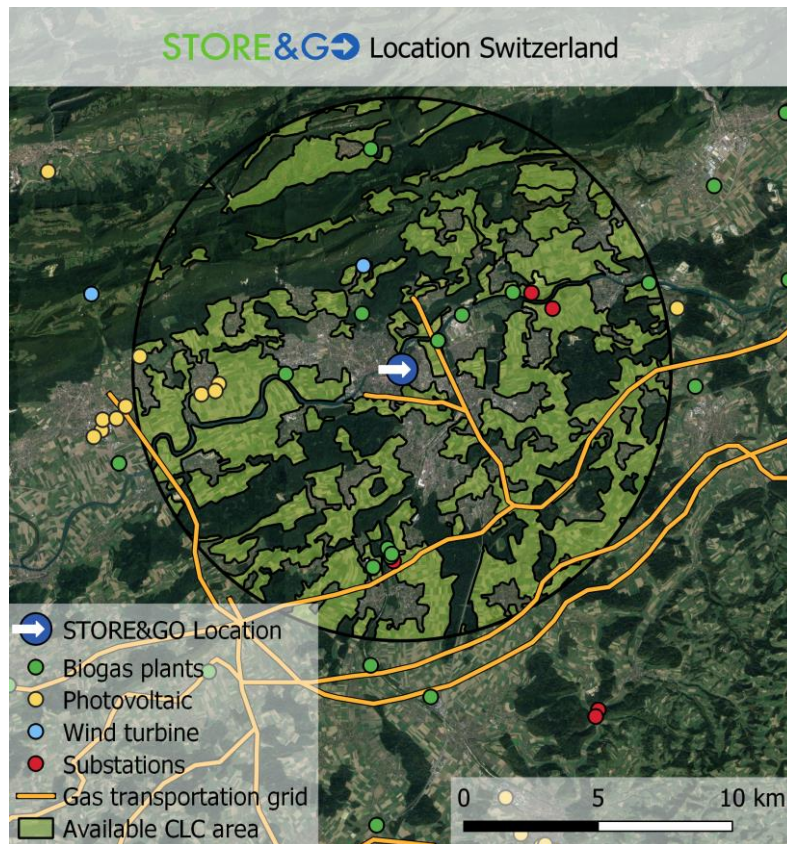 STORE&GO Location Switzerland
STORE&GO Location
Biogas plants
Photovoltaic
Wind turbine
Substations
Gas transportation grid
Available CLC area
0 5 10 km